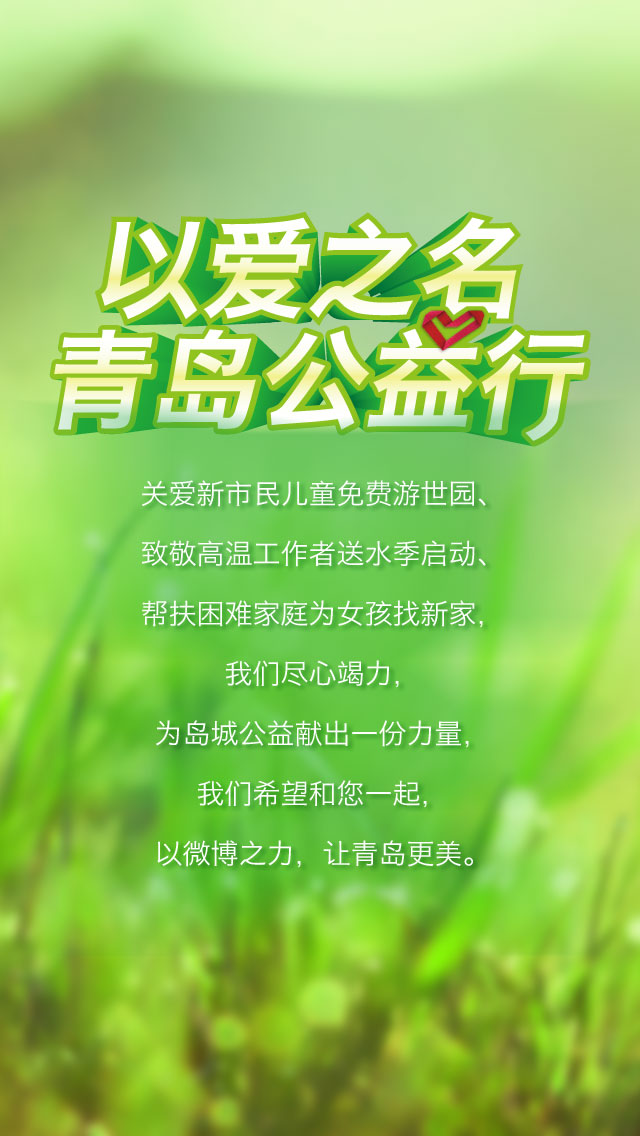 以爱之名
青岛公益行
关爱新市民儿童免费游世园、
致敬高温工作者送水季启动、
帮扶困难家庭为女孩找新家，
我们尽心竭力，
为岛城公益献出一份力量，
我们希望和您一起，
以微博之力，让青岛更美。